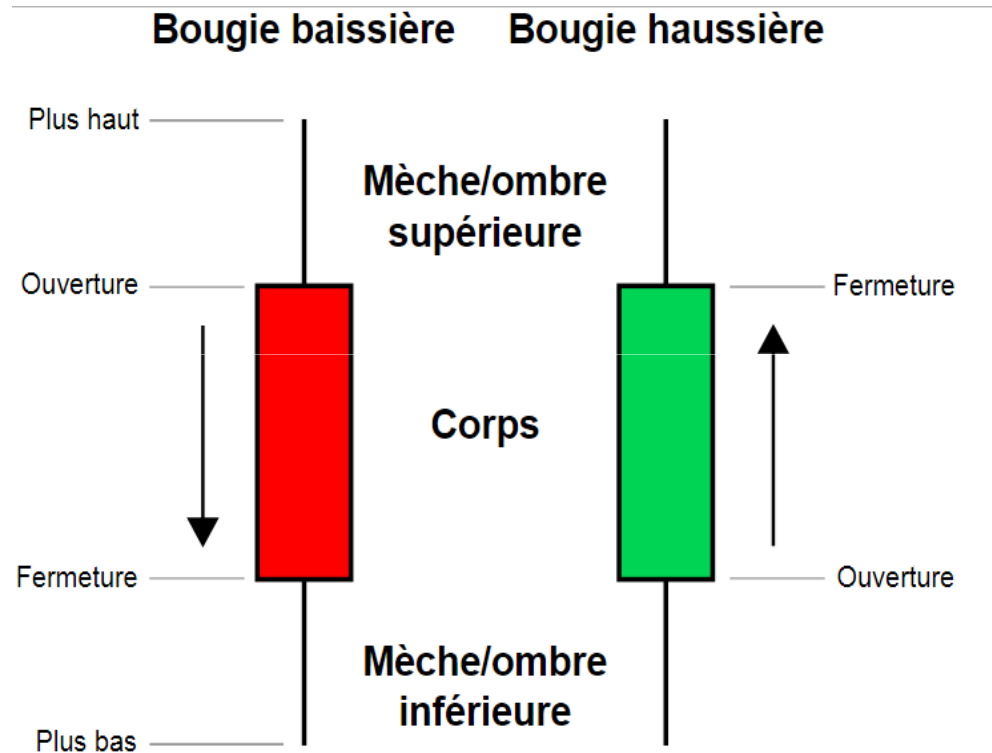 Bougie baissière
Bougie haussière
Plus haut
Mèche/ombre
supérieure
Ouverture
Fermeture
Corps
Fermeture
Ouverture
Mèche/ombre
inférieure
Plus bas